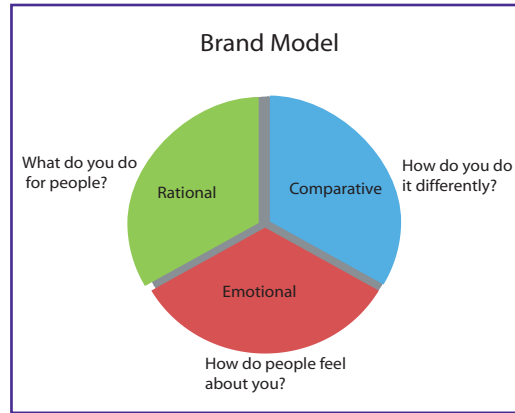 Brand Model
What do you do
for people?
Rational
Comparative
How do you do
it differently?
Emotional
How do people feel
about you?